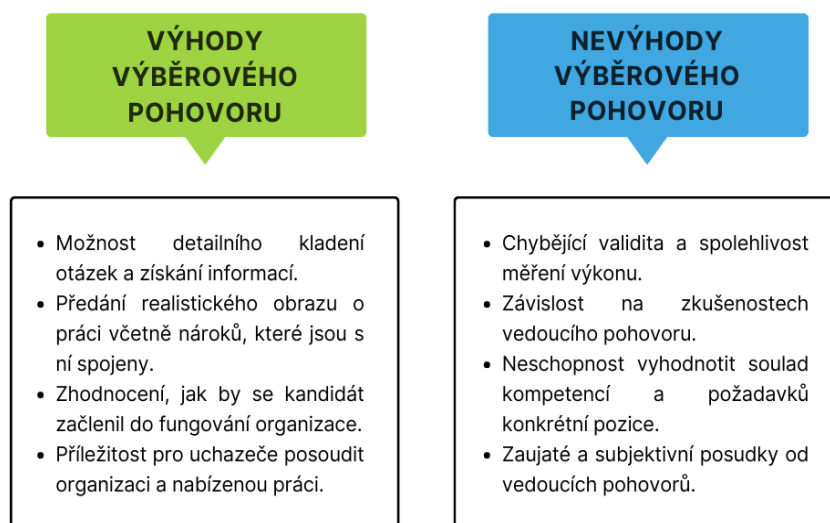 VÝHODY
VÝBĚROVÉHO
POHOVORU
• Možnost detailního kladení
otázek a získání informací.
• Předání realistického obrazu o
práci včetně nároků, které jsou s
ní spojeny.
• Zhodnocení, jak by se kandidát
začlenil do fungování organizace.
• Příležitost pro uchazeče posoudit
organizaci a nabízenou práci.
NEVÝHODY
VÝBĚROVÉHO
POHOVORU
• Chybějící validita a spolehlivost
měření výkonu.
• Závislost na zkušenostech
vedoucího pohovoru.
• Neschopnost vyhodnotit soulad
kompetencí a požadavků
konkrétní pozice.
• Zaujaté a subjektivní posudky od
vedoucích pohovorů.